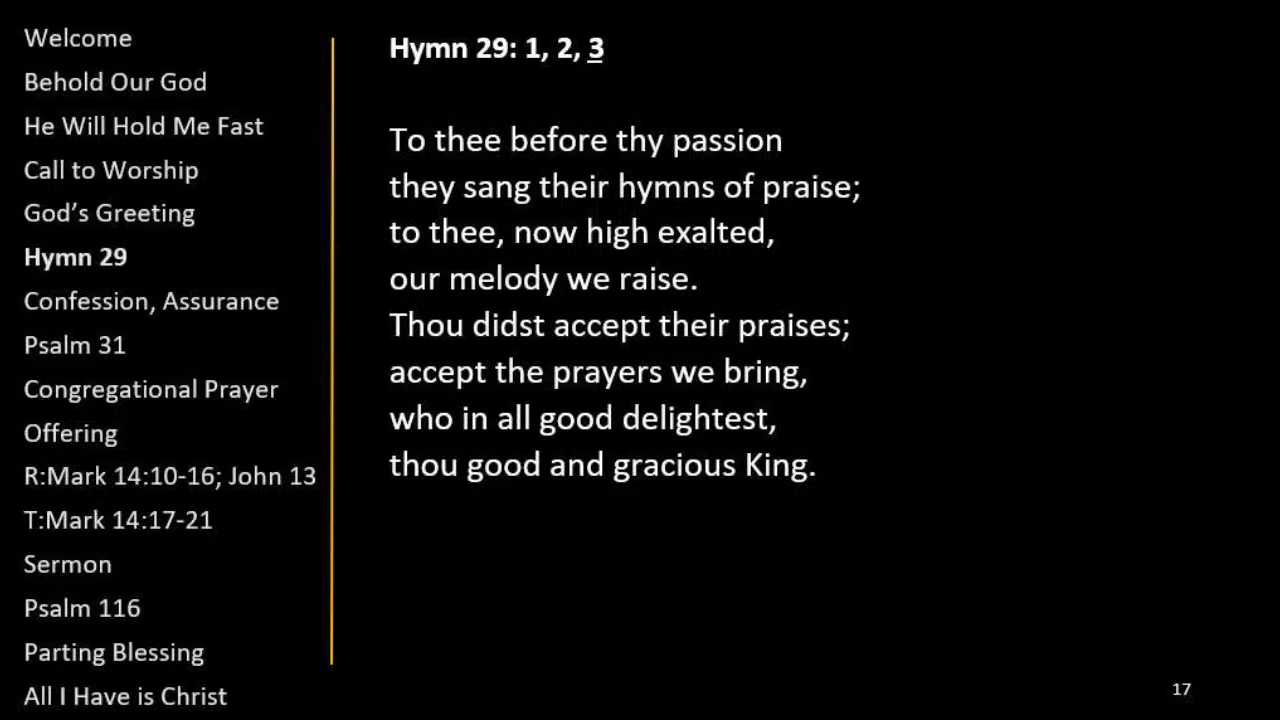 Welcome
Behold Our God
He Will Hold Me Fast
Call to Worship
God's Greeting
Hymn 29
Confession, Assurance
Psalm 31
Congregational Prayer
Offering
R:Mark 14:10-16; John 13
T:Mark 14:17-21
Sermon
Psalm 116
Parting Blessing
All I Have is Christ
Hymn 29: 1, 2, 3
To thee before thy passion
they sang their hymns of praise;
to thee, now high exalted,
our melody we raise.
Thou didst accept their praises;
accept the prayers we bring,
who in all good delightest,
thou good and gracious King.
17